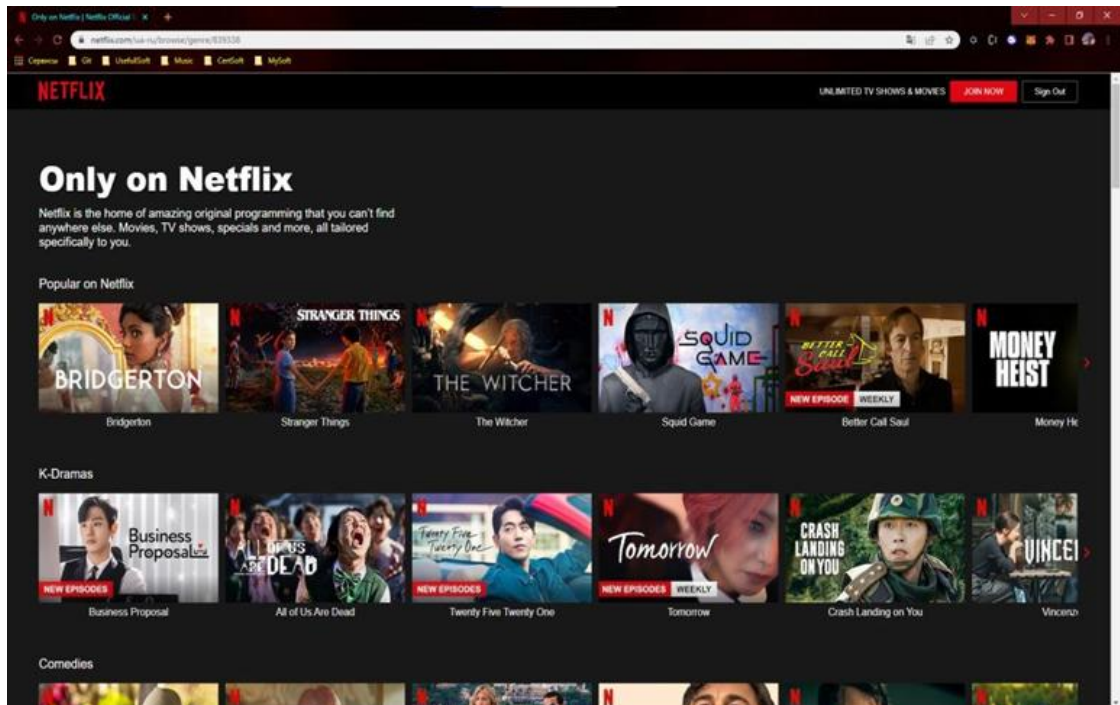 Only on Netflix | Netflix Official
netflix.com/ua-ru/browse/genre/839338
Сервисы Git UsefullSoft Music CertSoft MySoft
NETFLIX
UNLIMITED TV SHOWS & MOVIES JOIN NOW Sign Out
Only on Netflix
Netflix is the home of amazing original programming that you can't find
anywhere else. Movies, TV shows, specials and more, all tailored
specifically to you.
Popular on Netflix
BRIDGERTON
STRANGER THINGS
THE WITCHER
SQUID
GAME
BETTER
CALL
Saul
NEW EPISODE WEEKLY
MONEY
HEIST
Bridgerton Stranger Things The Witcher Squid Game Better Call Saul Money He
K-Dramas
Business
Proposal
NEW EPISODES
ALL OF US
ARE DEAD
Twenty Five
Twenty One
NEW EPISODES
Tomorrow
NEW EPISODES WEEKLY
CRASH
LANDING
ON YOU
VINCE
Business Proposal All of Us Are Dead Twenty Five Twenty One Tomorrow Crash Landing on You Vincenz
Comedies